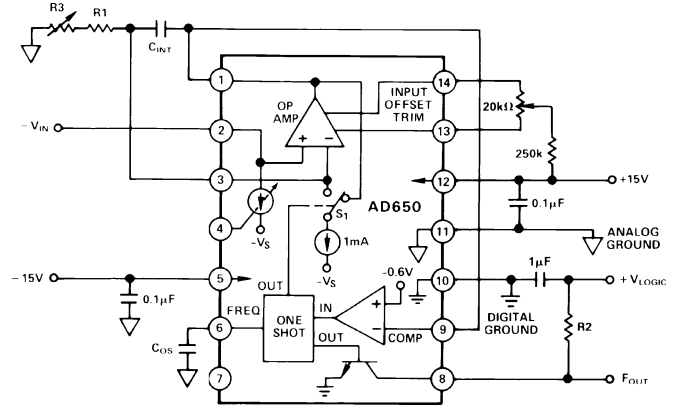 R3
R1
C INT
1
14
OP
AMP
INPUT
OFFSET
TRIM
20kΩ
− VIN
2
13
+
−
250k
3
12
+15V
S1
AD650
0.1μF
4
−VS
1mA
11
ANALOG
GROUND
−VS
−0.6V
1μF
− 15V
5
OUT
10
+ VLOGIC
0.1μF
FREQ
IN
+
DIGITAL
GROUND
6
ONE
SHOT
−
9
R2
COS
OUT
COMP
7
8
FOUT